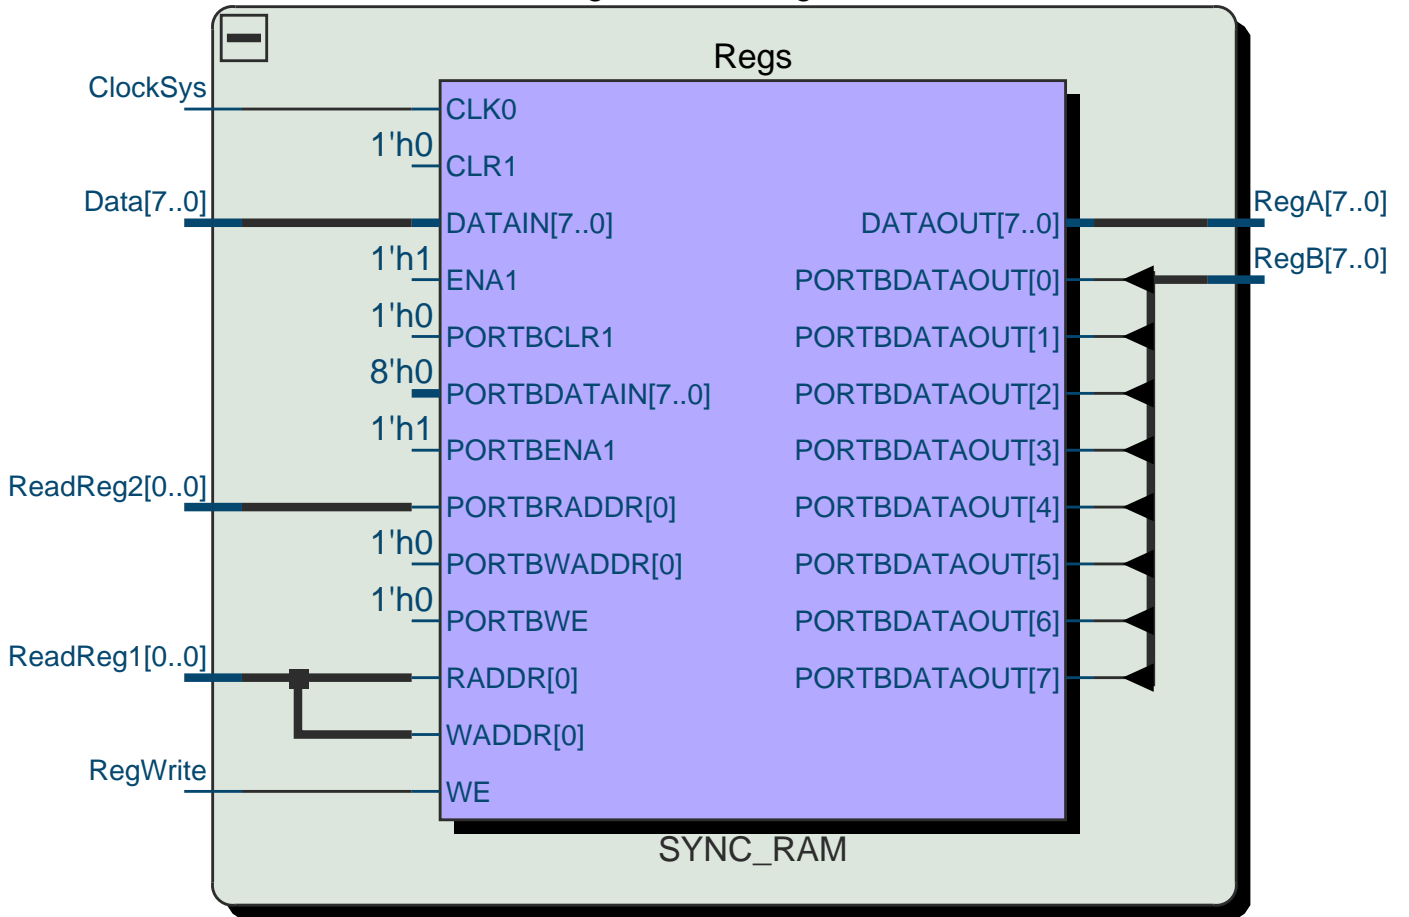 Regs
ClockSys
CLK0
1'h0
CLR1
Data[7..0]
DATAIN[7..0]
DATAOUT[7..0]
RegA[7..0]
1'h1
ENA1
PORTBDATAOUT[0]
RegB[7..0]
1'h0
PORTBCLR1
PORTBDATAOUT[1]
8'h0
PORTBDATAIN[7..0]
PORTBDATAOUT[2]
1'h1
PORTBENA1
PORTBDATAOUT[3]
ReadReg2[0..0]
PORTBRADDR[0]
PORTBDATAOUT[4]
1'h0
PORTBWADDR[0]
PORTBDATAOUT[5]
1'h0
PORTBWE
PORTBDATAOUT[6]
ReadReg1[0..0]
RADDR[0]
PORTBDATAOUT[7]
WADDR[0]
RegWrite
WE
SYNC_RAM